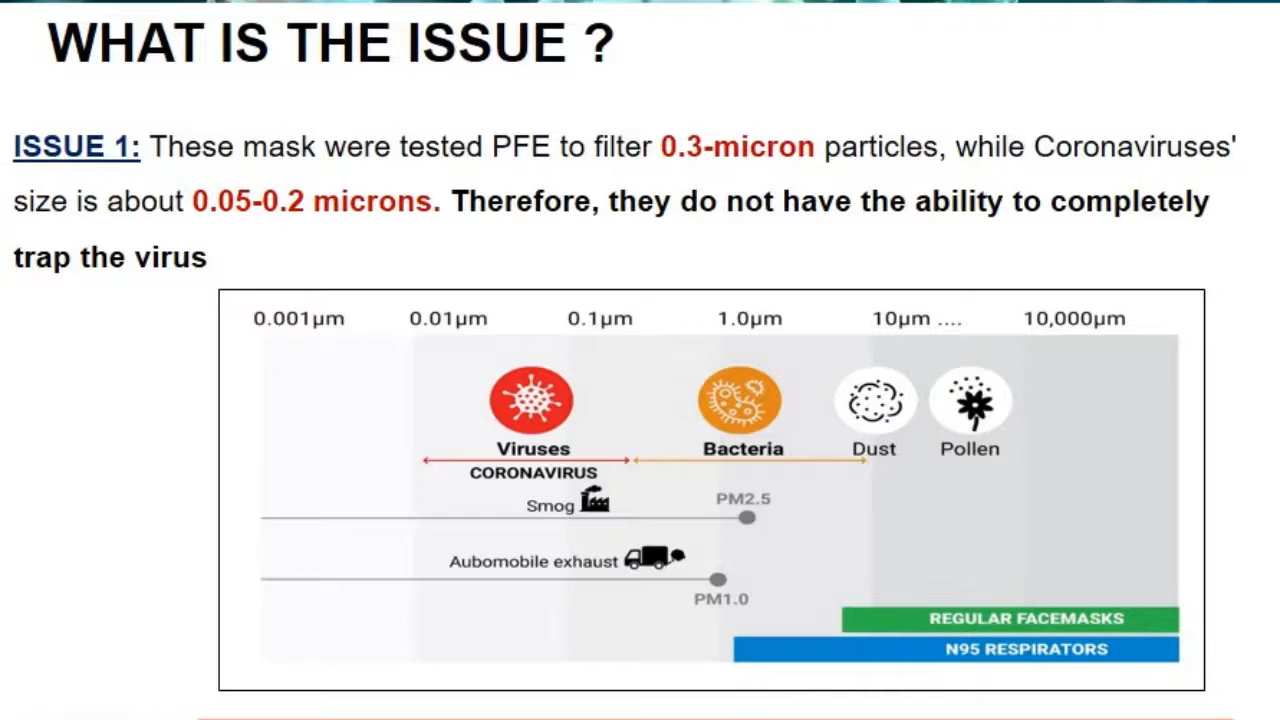 WHAT IS THE ISSUE ?
ISSUE 1: These mask were tested PFE to filter 0.3-micron particles, while Coronaviruses'
size is about 0.05-0.2 microns. Therefore, they do not have the ability to completely
trap the virus
0.001µm 0.01µm 0.1µm 1.0µm 10µm .... 10,000µm
Viruses Bacteria Dust Pollen
CORONAVIRUS
Smog PM2.5
Aubomobile exhaust
PM1.0
REGULAR FACEMASKS
N95 RESPIRATORS